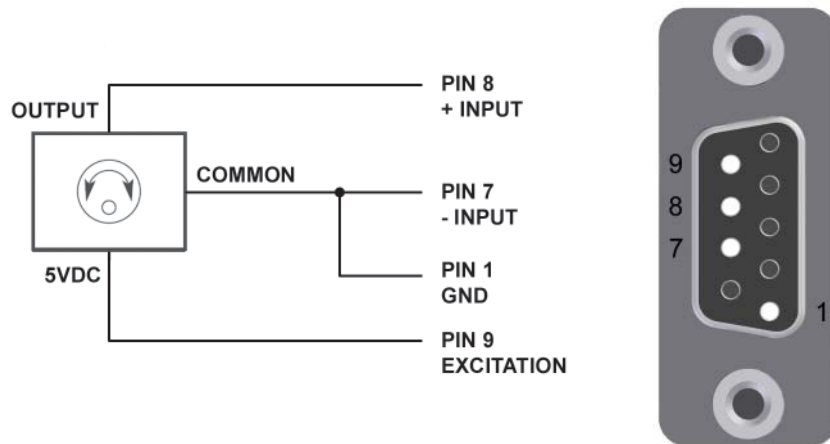 OUTPUT
PIN 8
+ INPUT
COMMON
PIN 7
- INPUT
5VDC
PIN 1
GND
PIN 9
EXCITATION
9
8
7
1